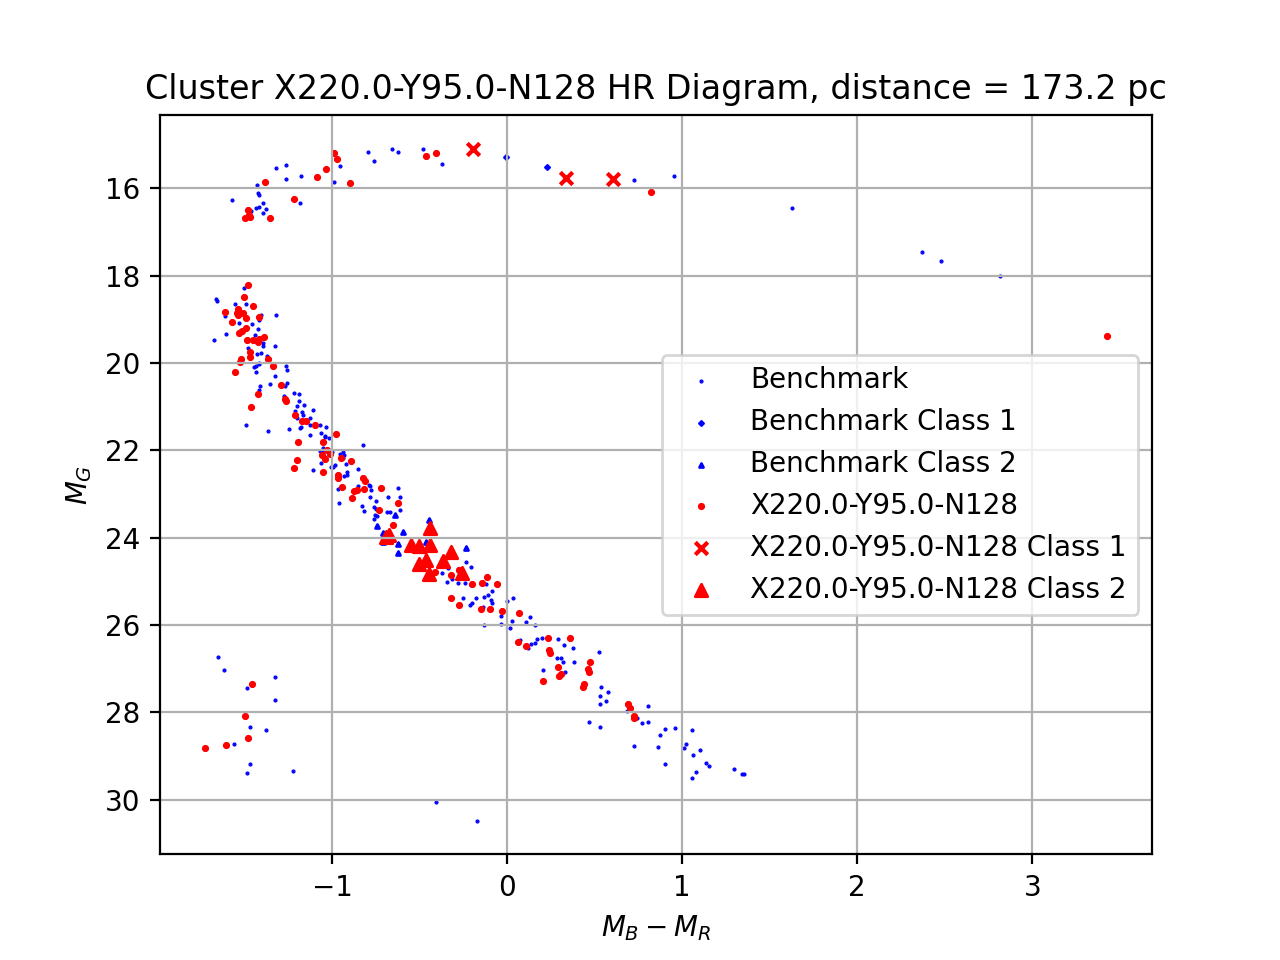 Cluster X220.0-Y95.0-N128 HR Diagram, distance = 173.2 pc
16
18
20
22
24
26
28
30
M_G
Benchmark
Benchmark Class 1
Benchmark Class 2
X220.0-Y95.0-N128
X220.0-Y95.0-N128 Class 1
X220.0-Y95.0-N128 Class 2
−1 0 1 2 3
M_B − M_R